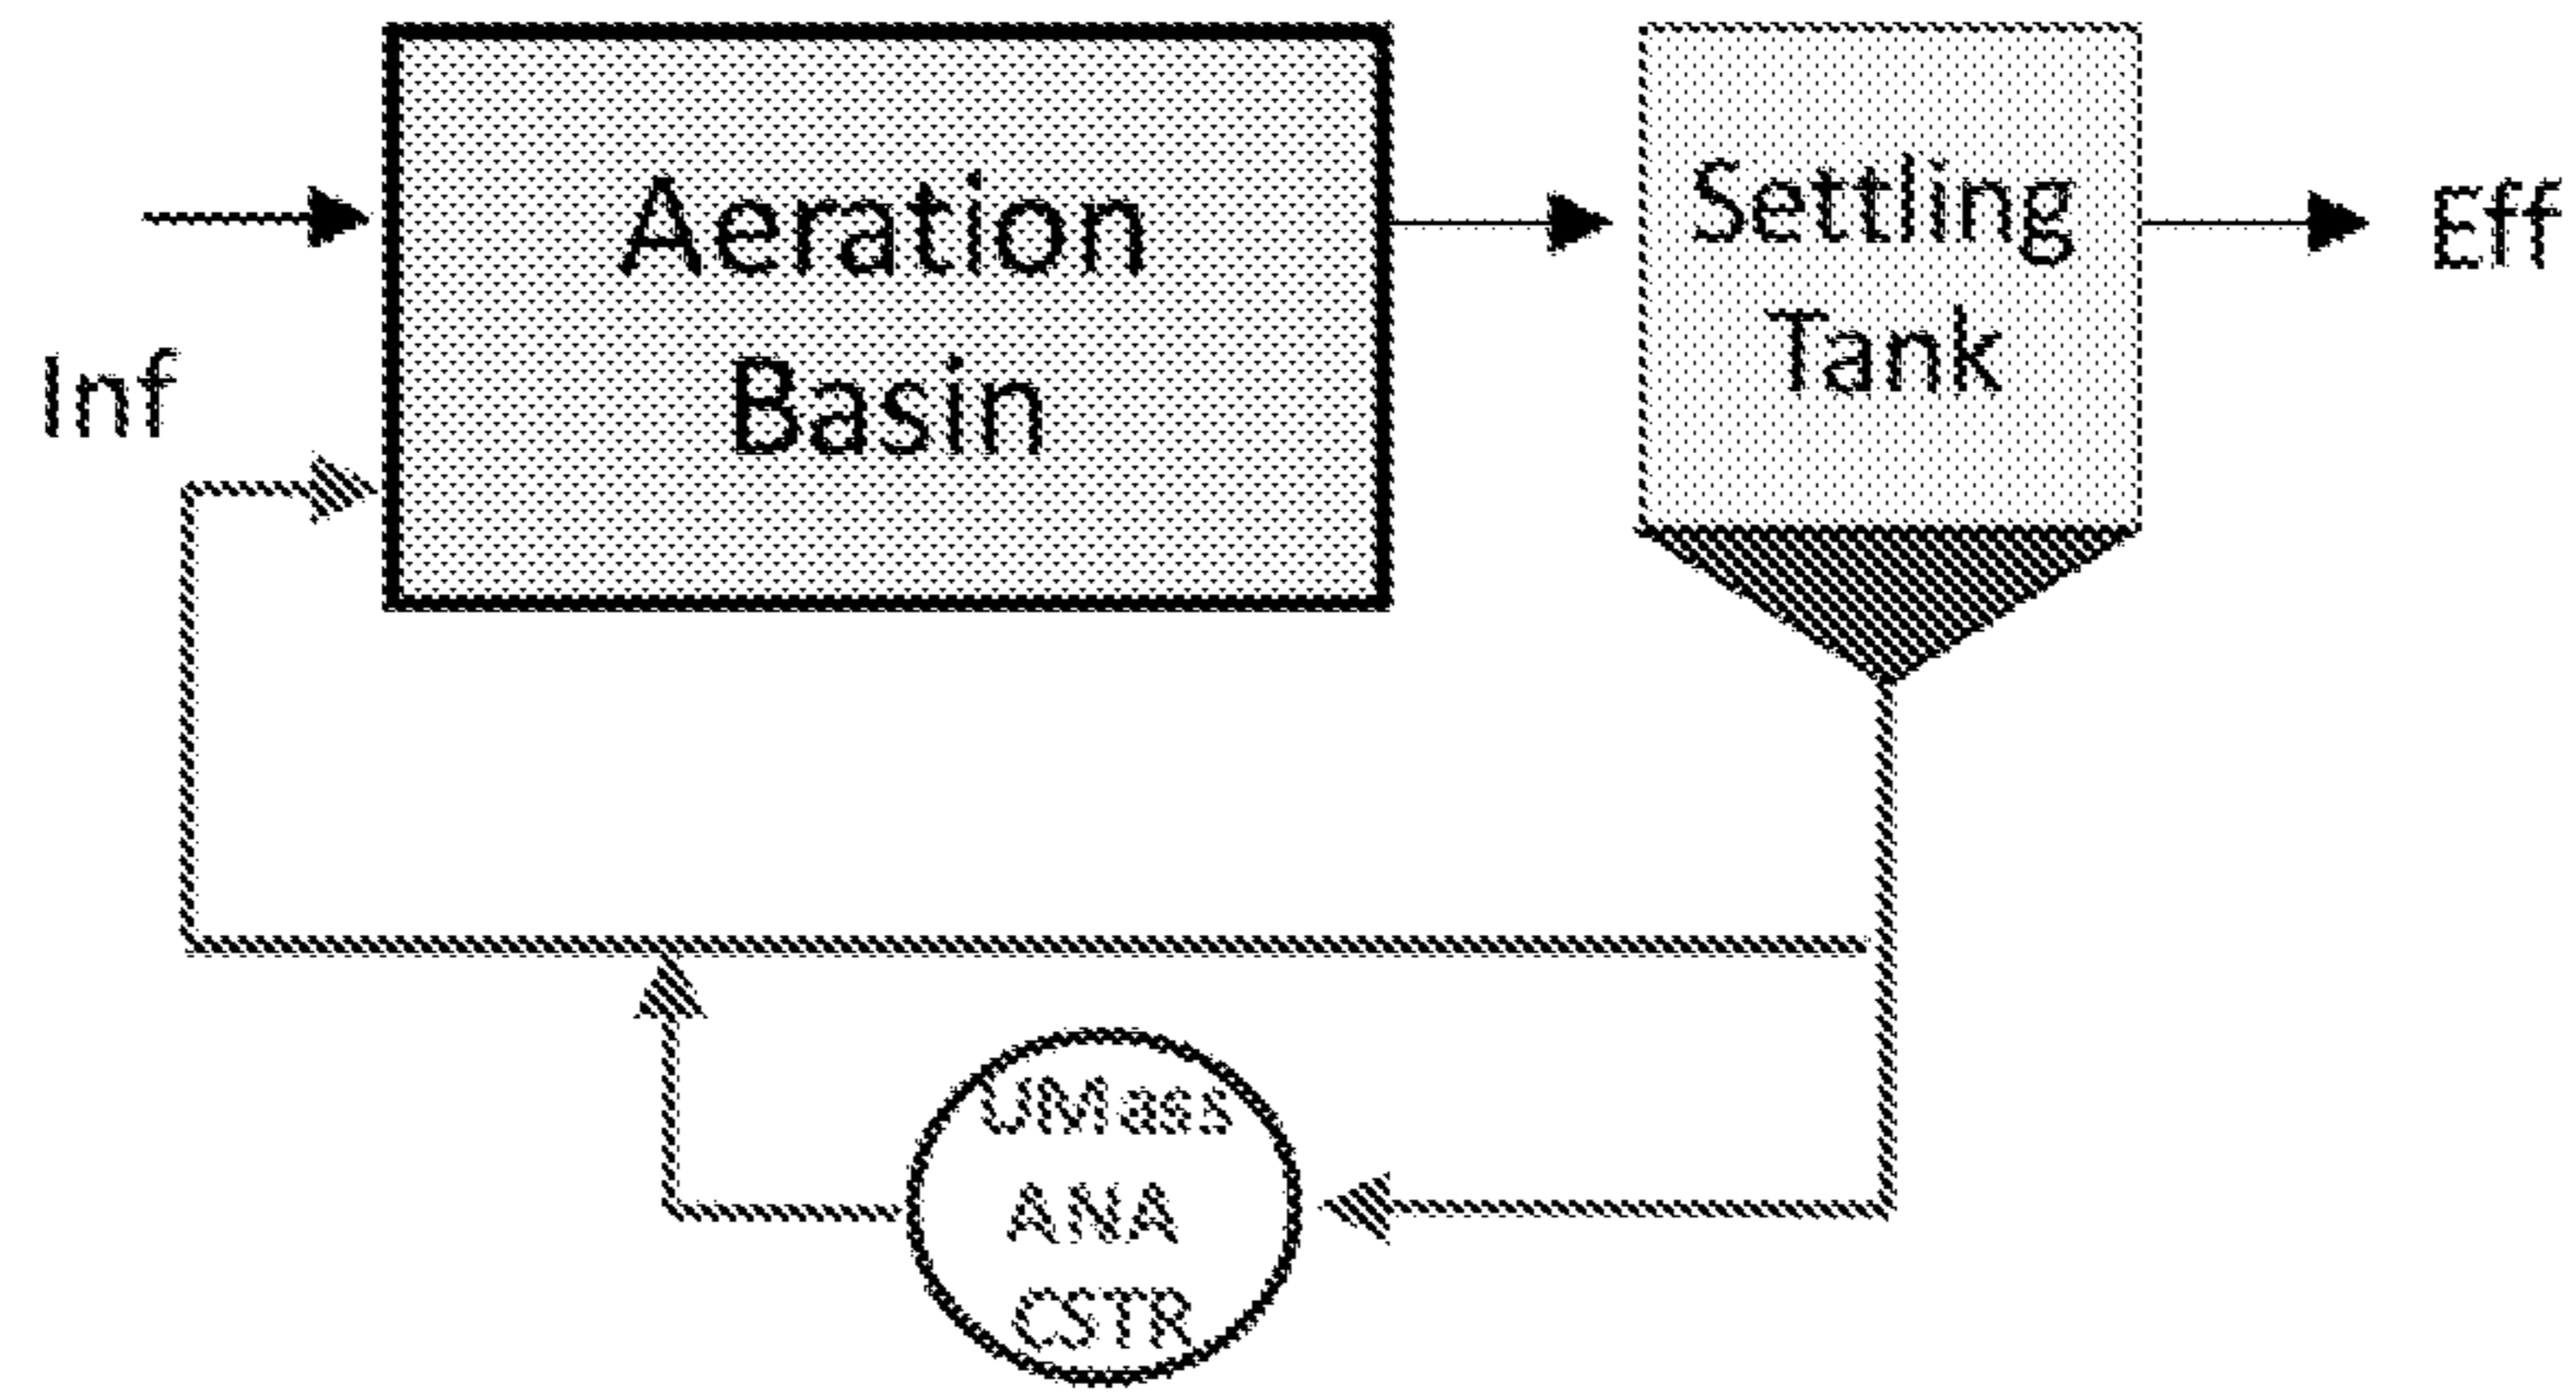 Inf
Aeration
Basin
Settling
Tank
Eff
UMass
ANA
CSTR